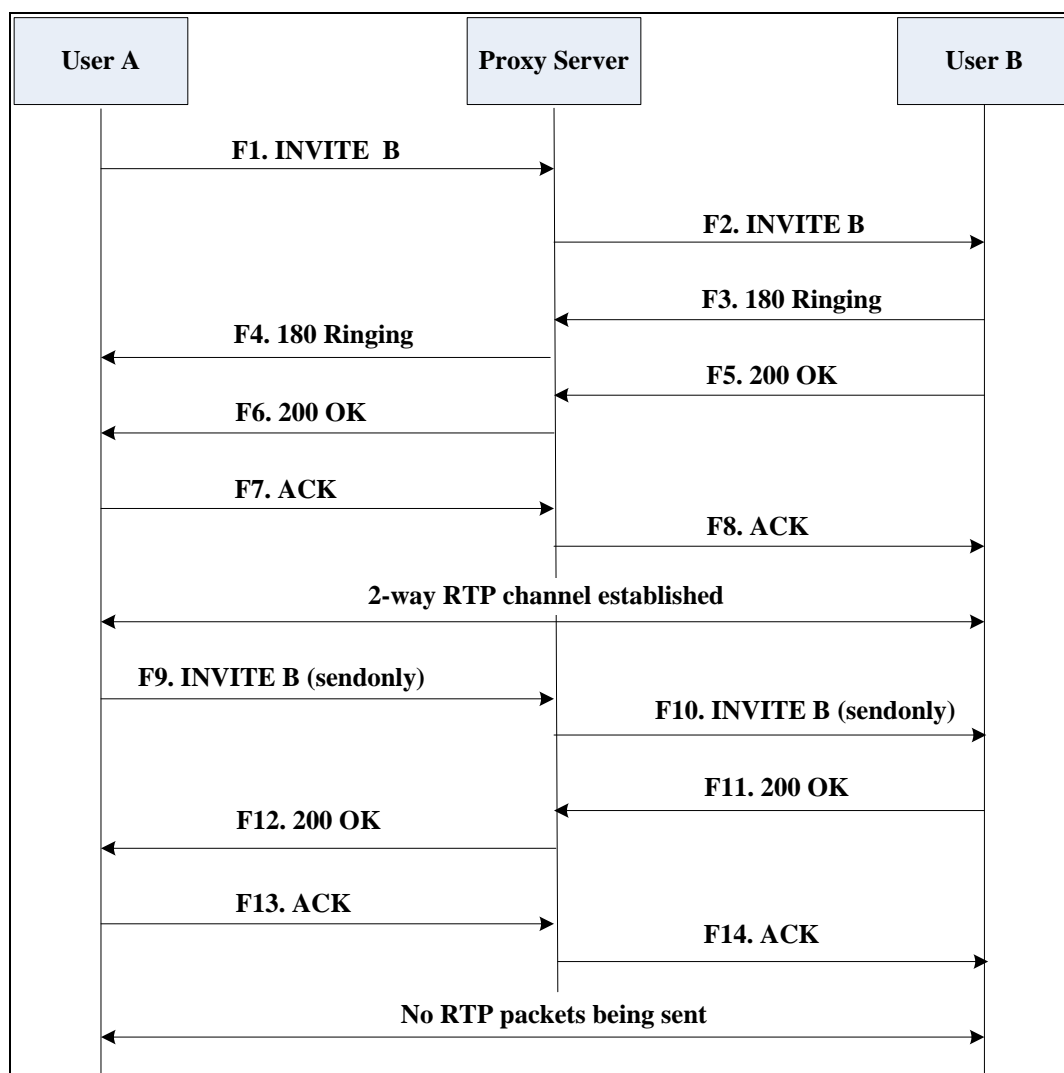 User A
Proxy Server
User B
F1. INVITE B
F2. INVITE B
F3. 180 Ringing
F4. 180 Ringing
F5. 200 OK
F6. 200 OK
F7. ACK
F8. ACK
2-way RTP channel established
F9. INVITE B (sendonly)
F10. INVITE B (sendonly)
F11. 200 OK
F12. 200 OK
F13. ACK
F14. ACK
No RTP packets being sent